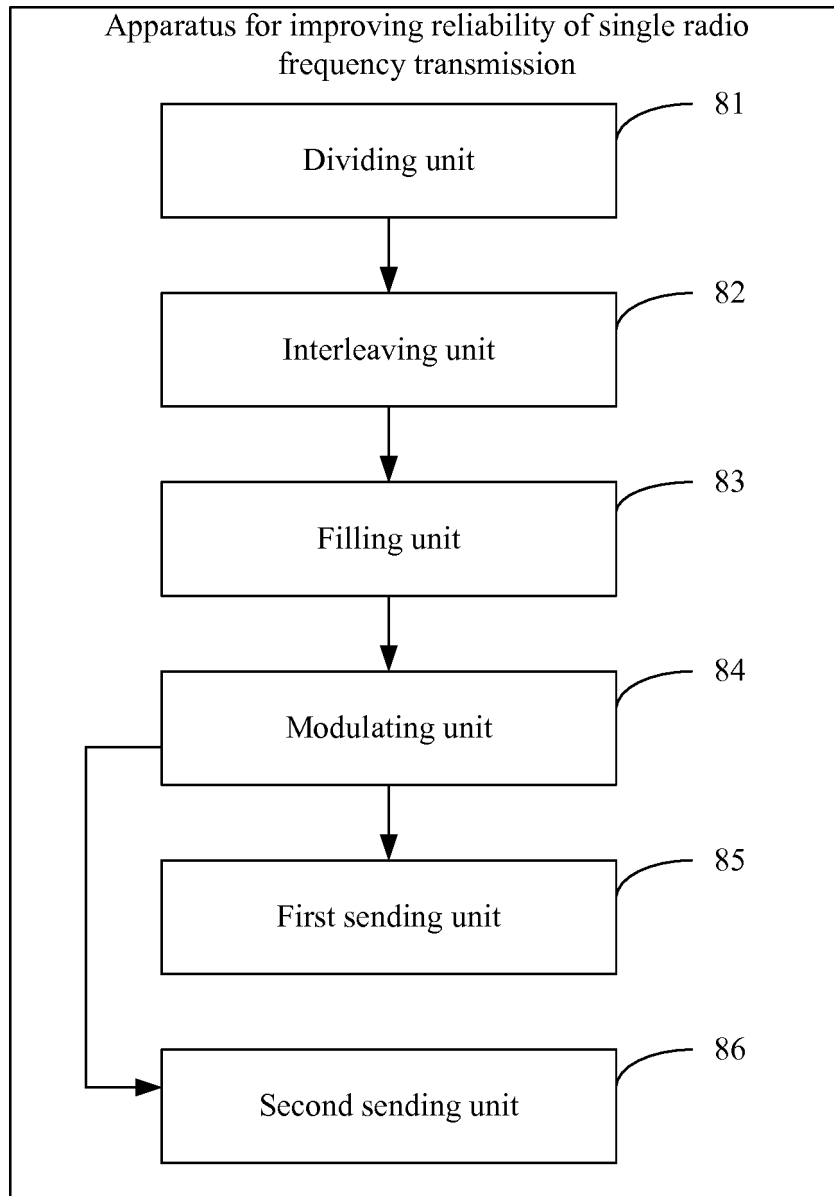 Apparatus for improving reliability of single radio
frequency transmission
81
Dividing unit
82
Interleaving unit
83
Filling unit
84
Modulating unit
85
First sending unit
86
Second sending unit